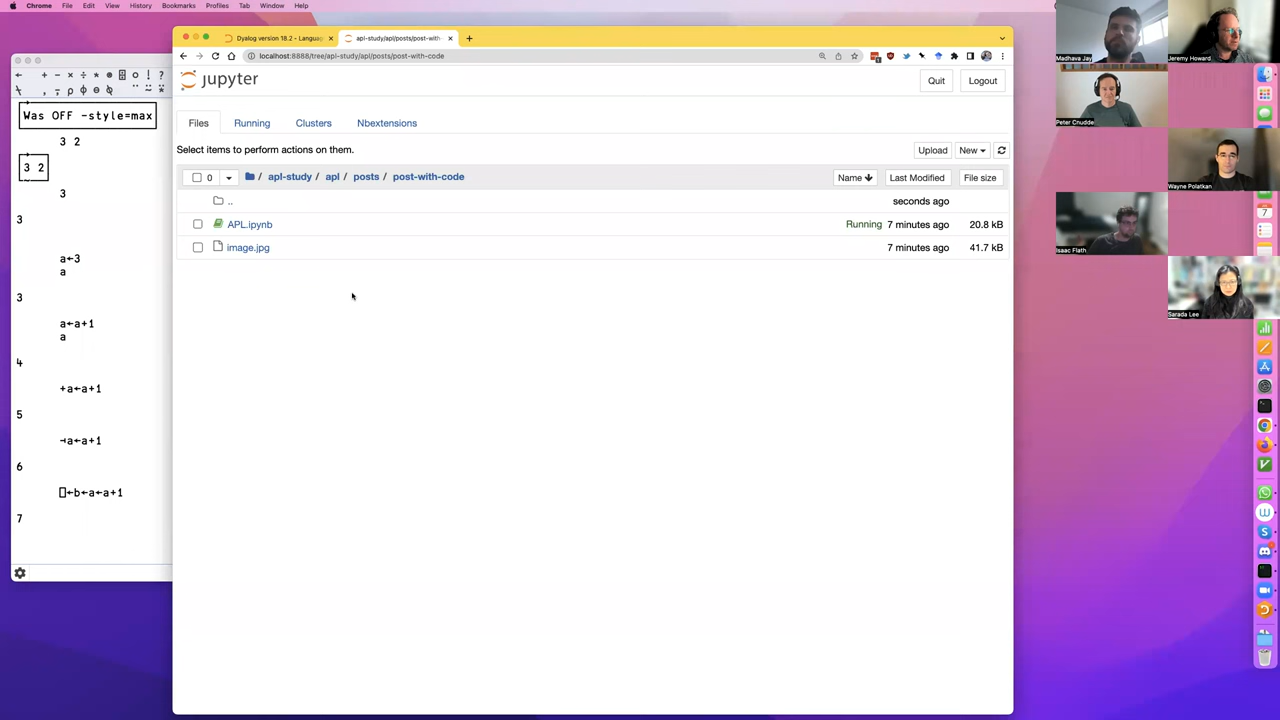 Chrome File Edit View History Bookmarks Profiles Tab Window Help
Dyalog version 18.2 - Langua
apl-study/apl/posts/post-with-
localhost:8888/tree/apl-study/apl/posts/post-with-code
jupyter
Quit
Logout
Files
Running
Clusters
Nbextensions
Select items to perform actions on them.
Upload
New
0
/ apl-study / apl / posts / post-with-code
Name
Last Modified
File size
..
seconds ago
APL.ipynb
Running 7 minutes ago 20.8 kB
image.jpg
7 minutes ago 41.7 kB
+ - × ÷ * ⍟ ⌹ ○ ! ?
Was OFF -style=max
3 2
3 2
3
3
a←3
a
3
a←a+1
a
4
+a←a+1
5
⊣a←a+1
6
⎕←b←a←a+1
7
Madhava Jay
Jeremy Howard
Peter Cnudde
Wayne Polatkan
Isaac Flath
Sarada Lee
7